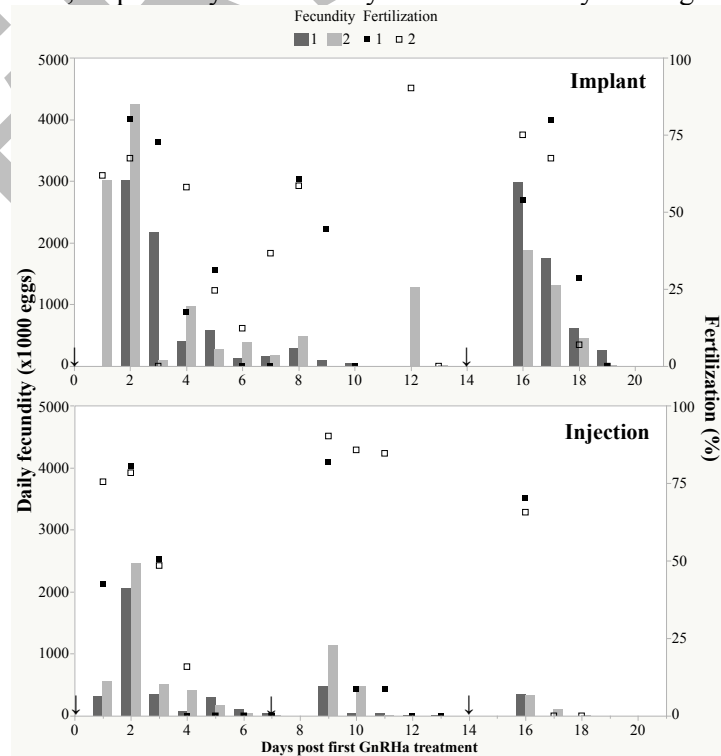 Fecundity Fertilization
1 2 1 2
Implant
5000
4000
3000
2000
1000
0
100
75
50
25
0
0 2 4 6 8 10 12 14 16 18 20
Daily fecundity (x1000 eggs)
Fertilization (%)
Injection
5000
4000
3000
2000
1000
0
100
75
50
25
0
0 2 4 6 8 10 12 14 16 18 20
Days post first GnRHa treatment